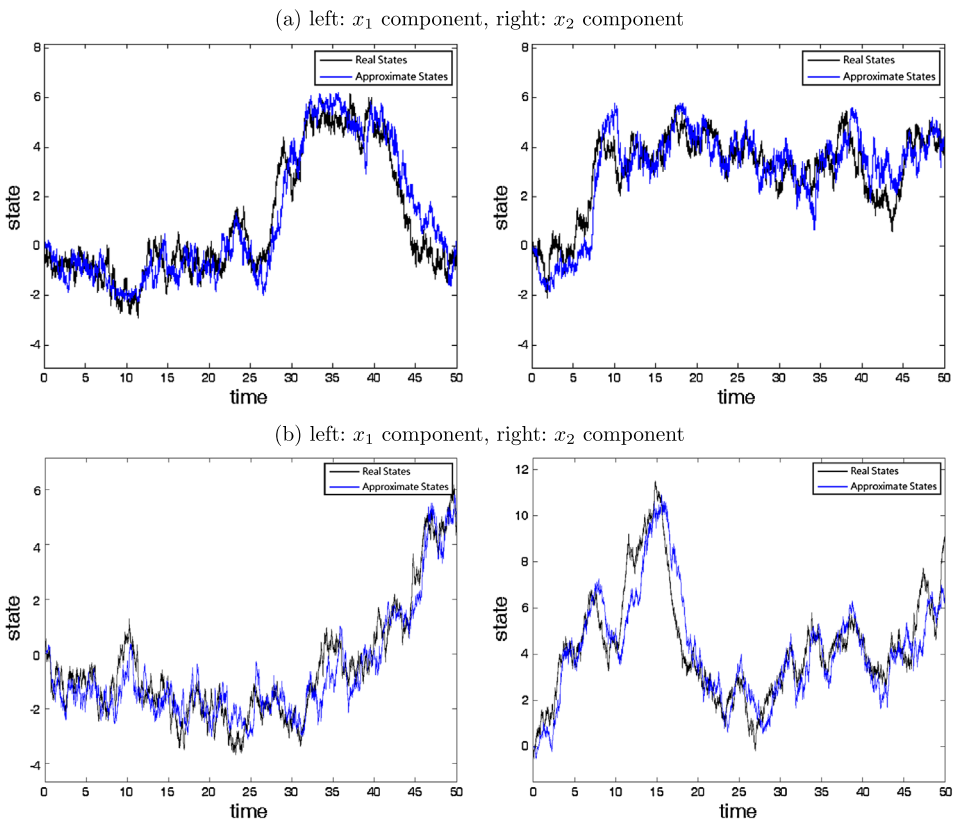 (a) left: x₁ component, right: x₂ component
8
6
4
2
0
-2
-4
state
0 5 10 15 20 25 30 35 40 45 50
time
Real States
Approximate States
8
6
4
2
0
-2
-4
state
0 5 10 15 20 25 30 35 40 45 50
time
Real States
Approximate States
(b) left: x₁ component, right: x₂ component
6
4
2
0
-2
-4
state
0 5 10 15 20 25 30 35 40 45 50
time
Real States
Approximate States
12
10
8
6
4
2
0
state
0 5 10 15 20 25 30 35 40 45 50
time
Real States
Approximate States